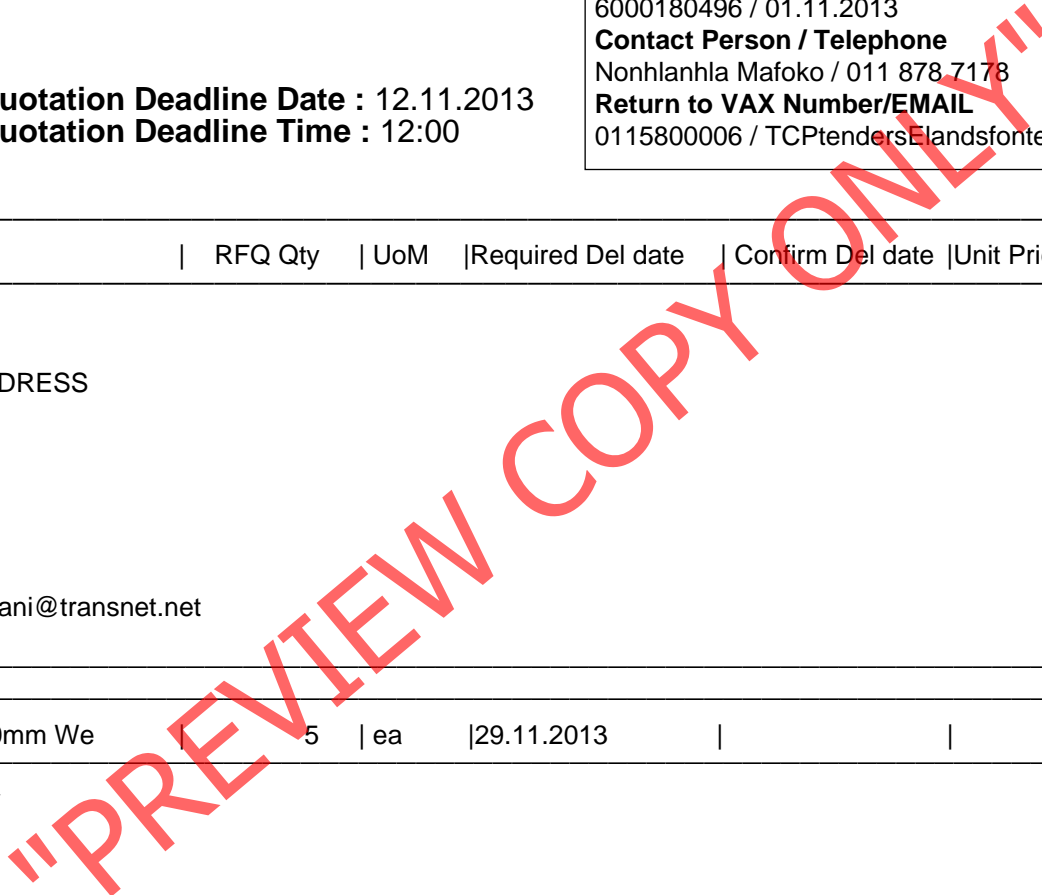 6000180496 / 01.11.2013
Contact Person / Telephone
Nonhlanhla Mafoko / 011 878 7178
Return to VAX Number/EMAIL
0115800006 / TCPtendersElandsfonte
uotation Deadline Date : 12.11.2013
uotation Deadline Time : 12:00
| RFQ Qty | UoM |Required Del date | Confirm Del date |Unit Pri
DRESS
ani@transnet.net
mm We | 5 | ea |29.11.2013 | |
"PREVIEW COPY ONLY"